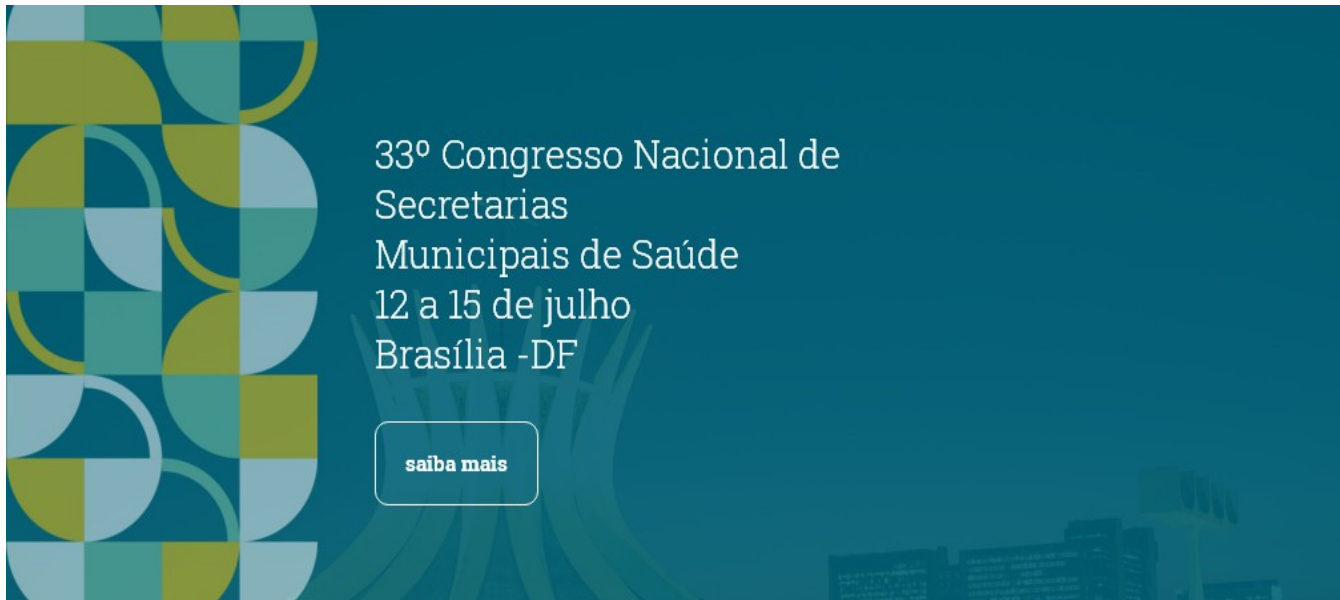 33º Congresso Nacional de
Secretarias
Municipais de Saúde
12 a 15 de julho
Brasília -DF
saiba mais